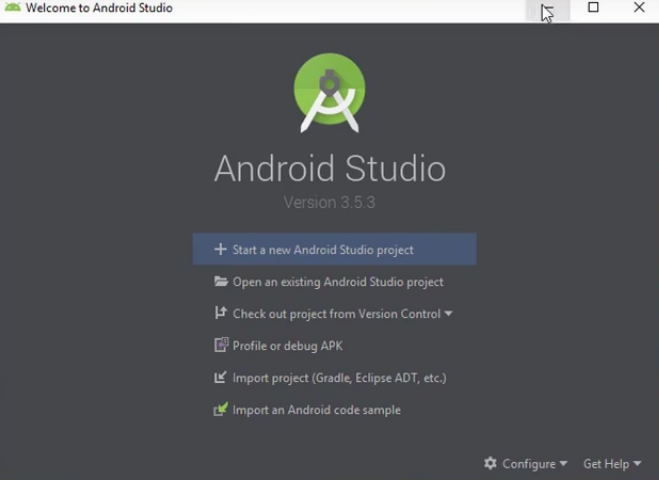 Welcome to Android Studio
Android Studio
Version 3.5.3
Start a new Android Studio project
Open an existing Android Studio project
Check out project from Version Control
Profile or debug APK
Import project (Gradle, Eclipse ADT, etc.)
Import an Android code sample
Configure Get Help